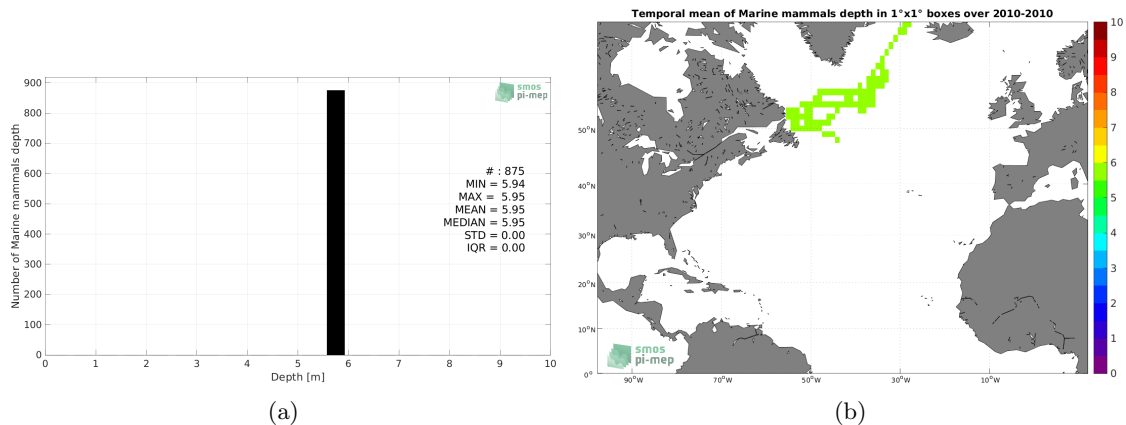 900
800
700
600
500
400
300
200
100
0
Number of Marine mammals depth
smos
pi-mep
# : 875
MIN = 5.94
MAX = 5.95
MEAN = 5.95
MEDIAN = 5.95
STD = 0.00
IQR = 0.00
0 1 2 3 4 5 6 7 8 9 10
Depth [m]
(a)
Temporal mean of Marine mammals depth in 1°x1° boxes over 2010-2010
50°N
40°N
30°N
20°N
10°N
0°
smos
pi-mep
90°W 70°W 50°W 30°W 10°W
10
9
8
7
6
5
4
3
2
1
0
(b)